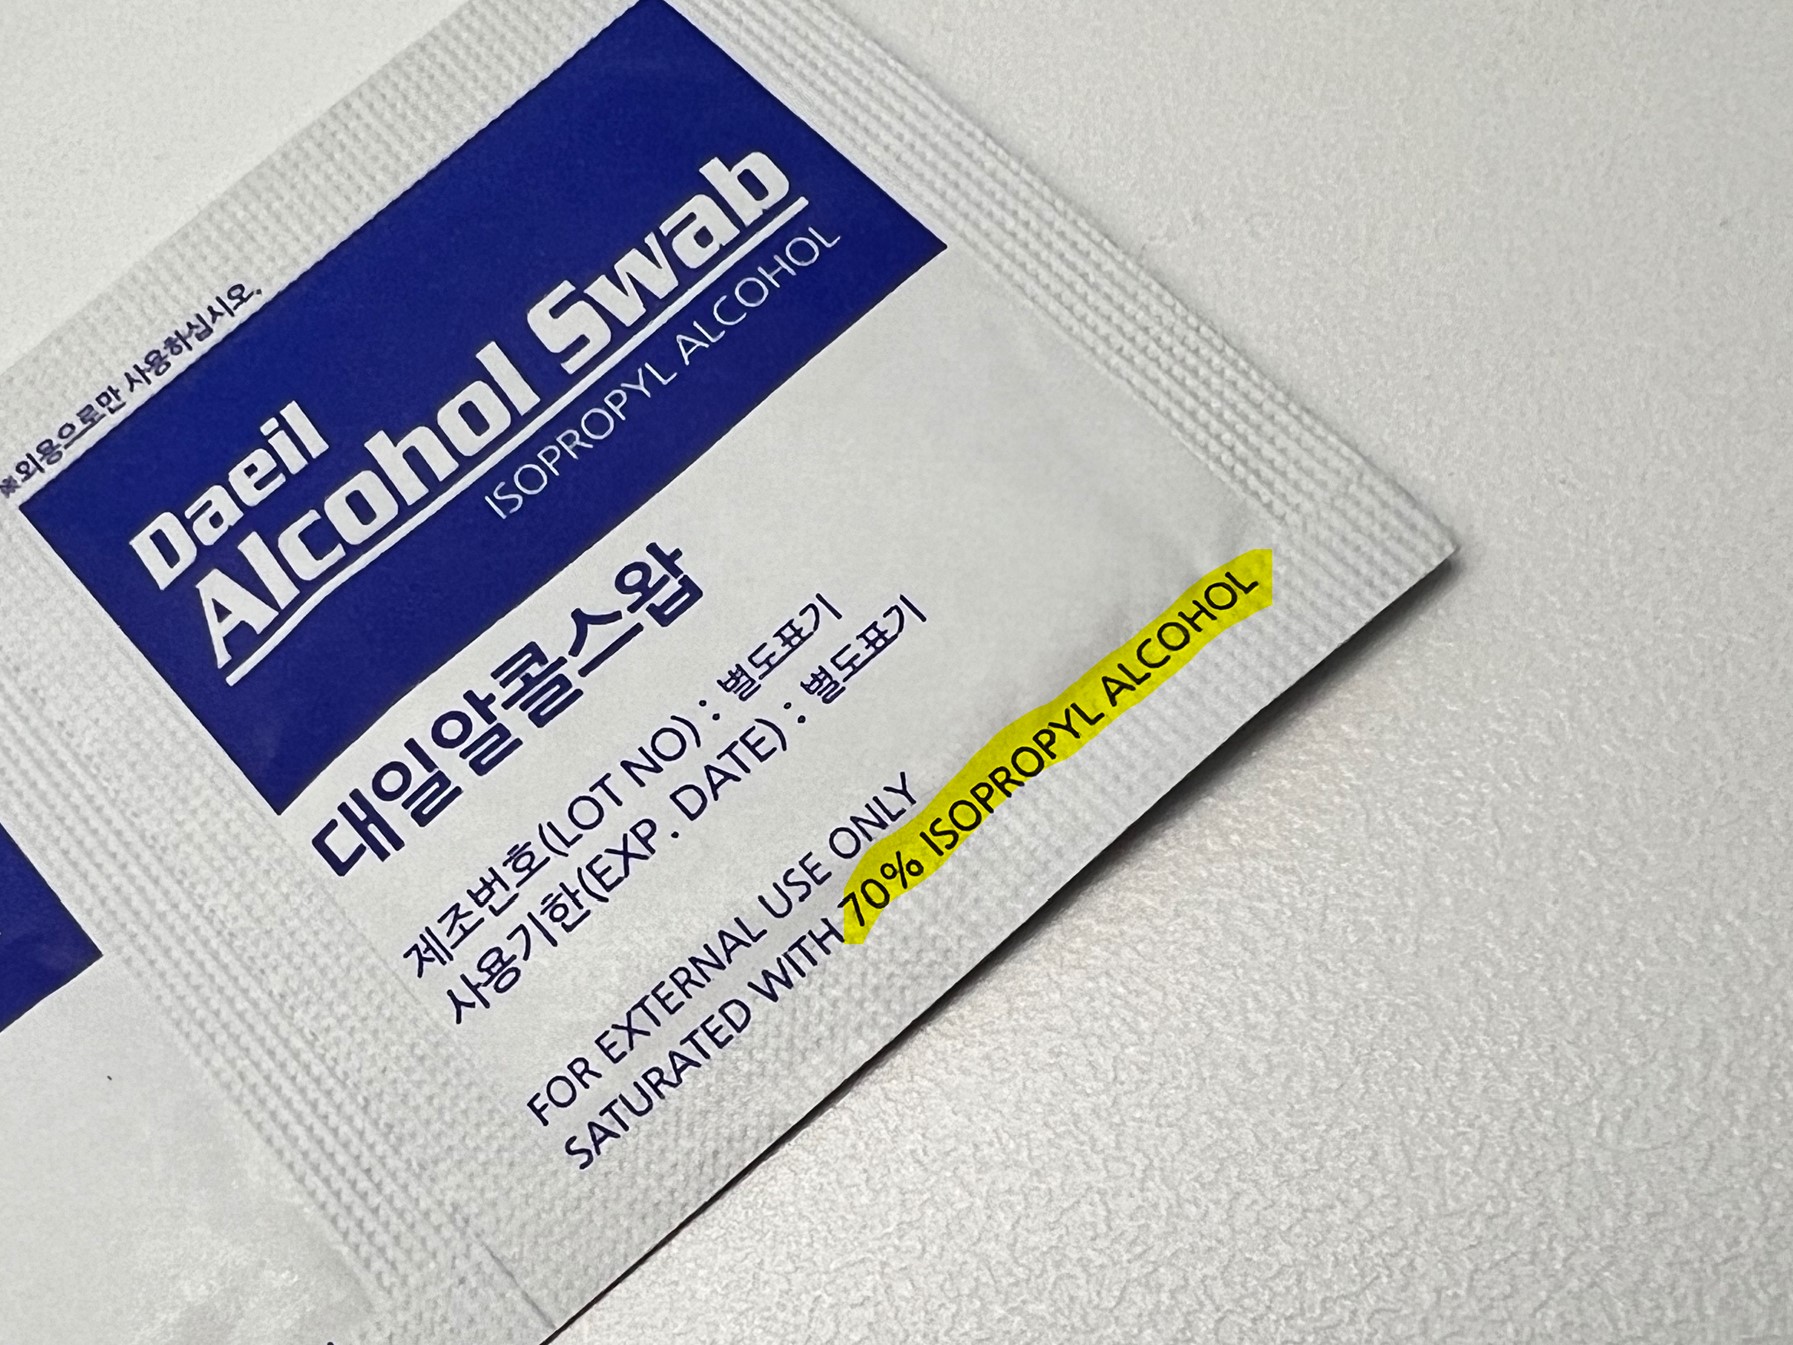 ※외용으로만 사용하십시오.
Daeil
Alcohol Swab
ISOPROPYL ALCOHOL
대일알콜스왑
제조번호(LOT NO) : 별도표기
사용기한(EXP. DATE) : 별도표기
FOR EXTERNAL USE ONLY
SATURATED WITH 70% ISOPROPYL ALCOHOL